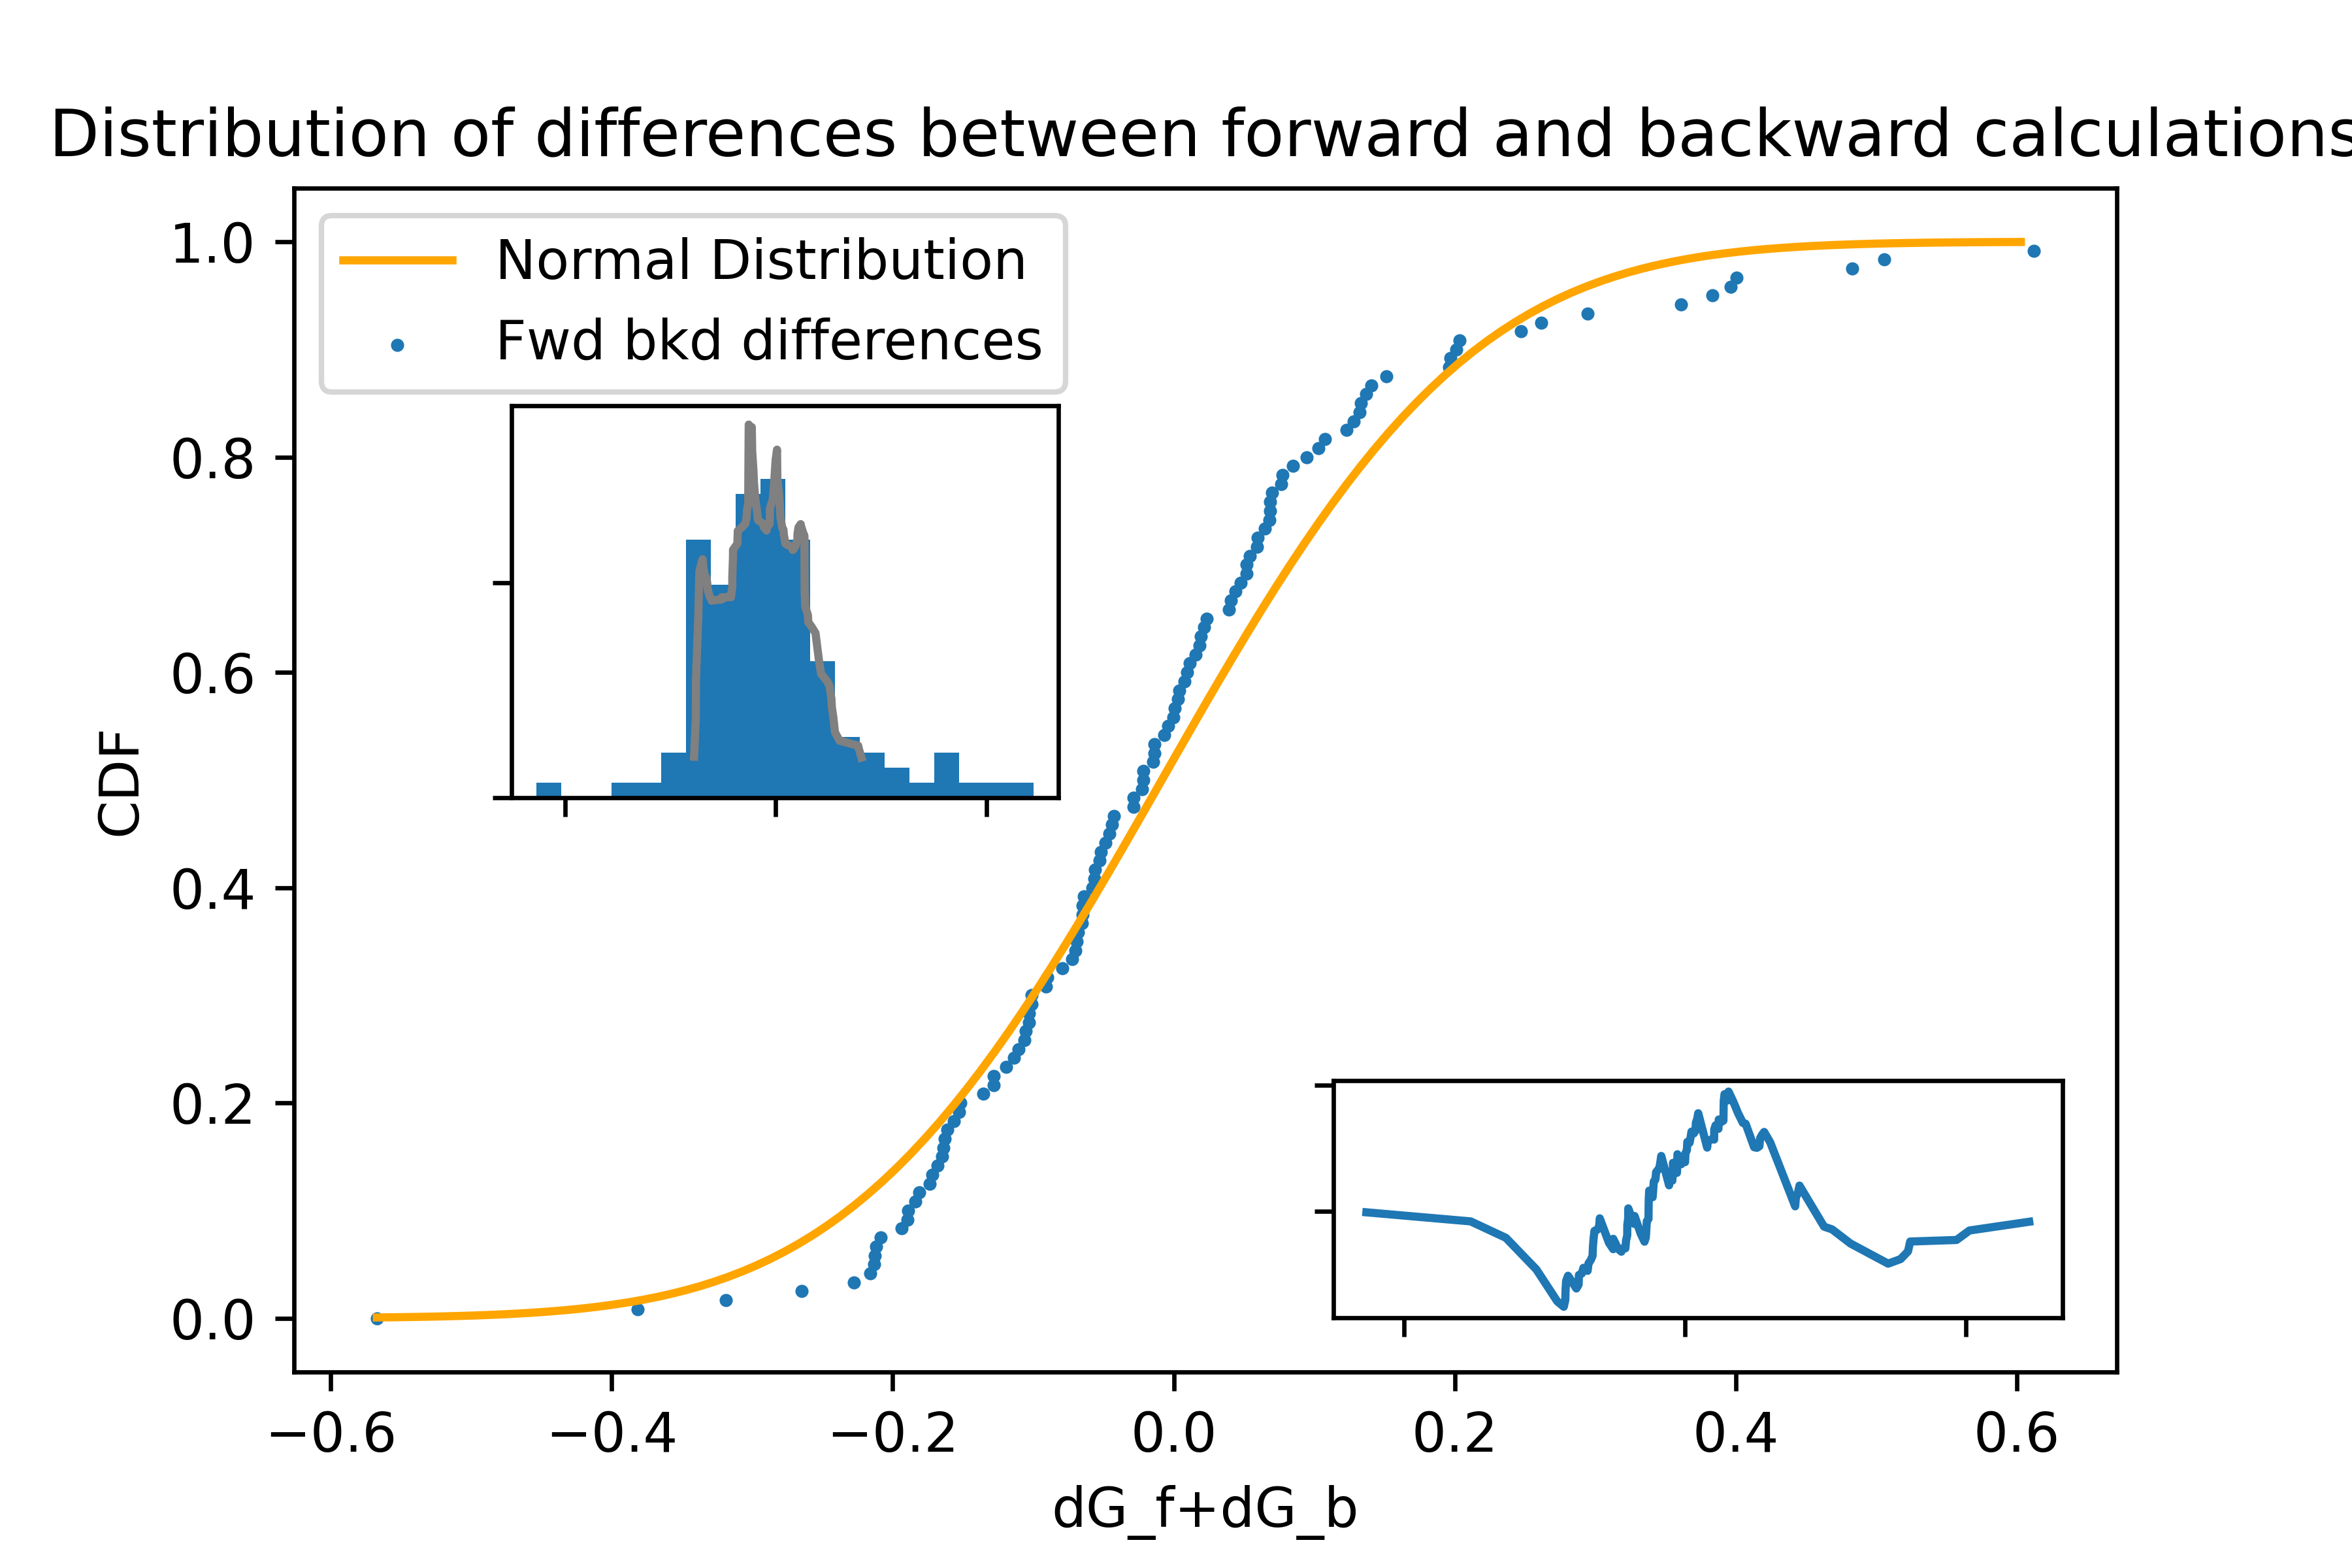 Distribution of differences between forward and backward calculations
Normal Distribution
Fwd bkd differences
1.0
0.8
0.6
0.4
0.2
0.0
CDF
−0.6
−0.4
−0.2
0.0
0.2
0.4
0.6
dG_f+dG_b